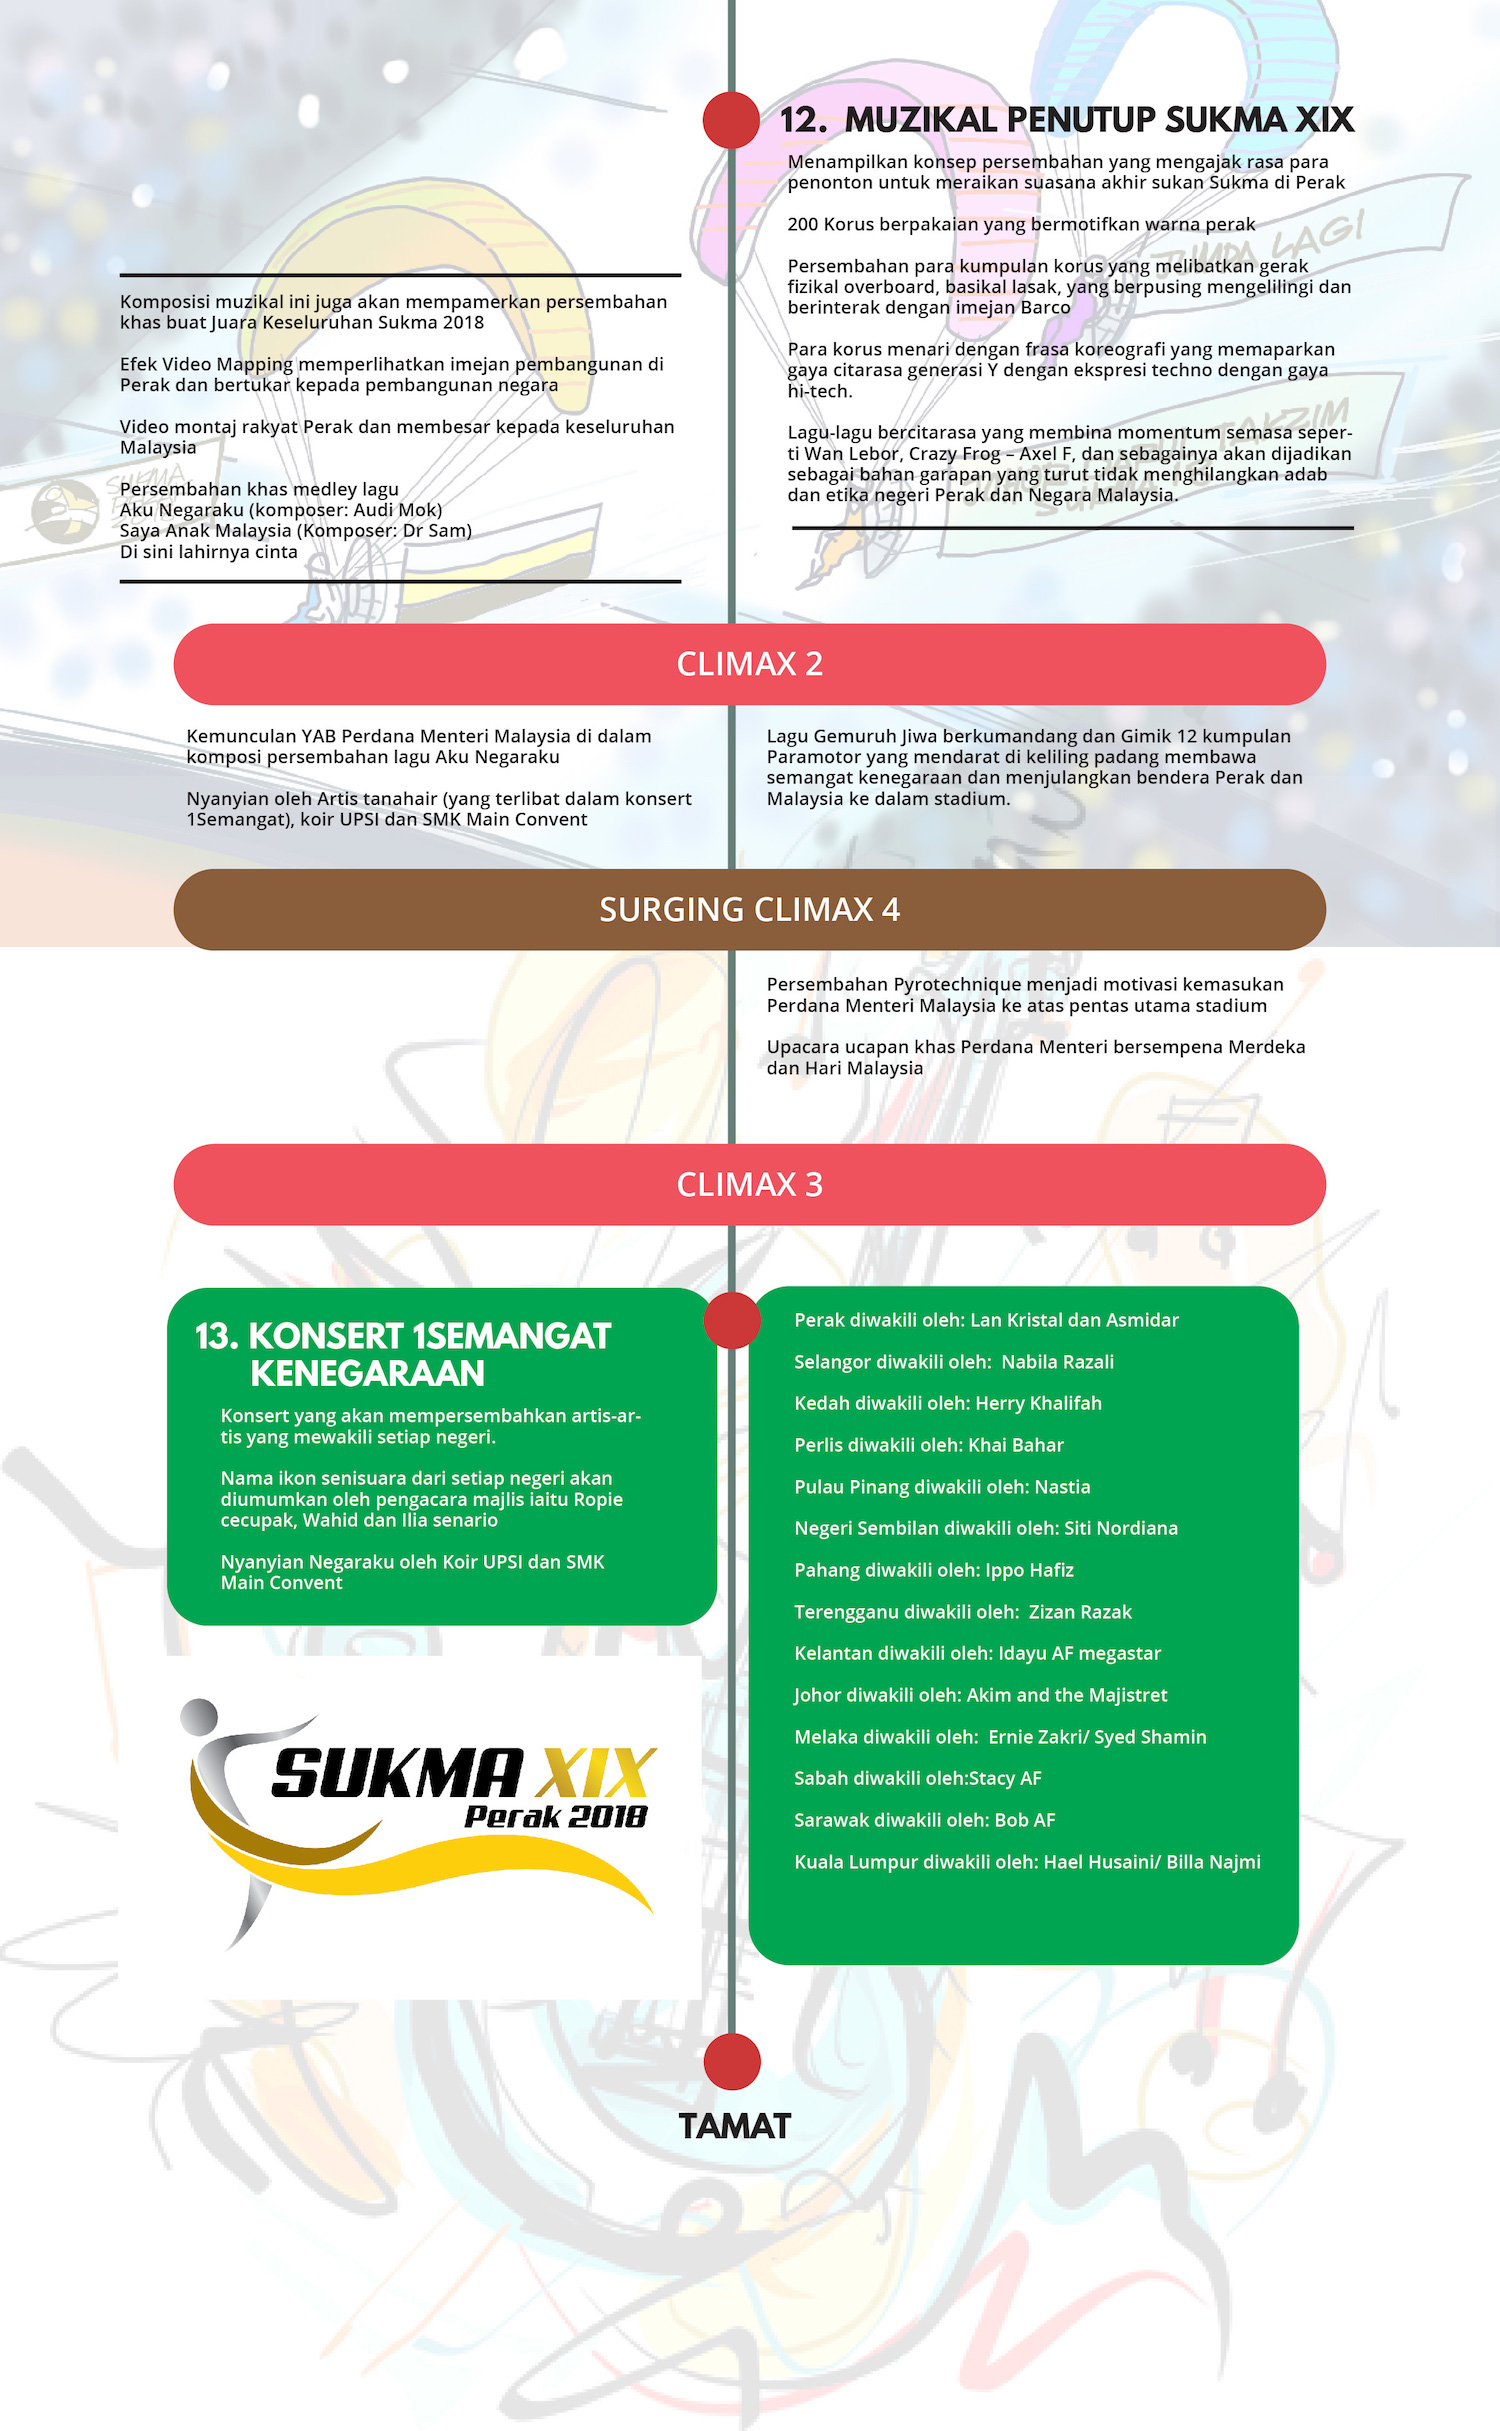 12. MUZIKAL PENUTUP SUKMA XIX
Menampilkan konsep persembahan yang mengajak rasa para
penonton untuk meraikan suasana akhir sukan Sukma di Perak
200 Korus berpakaian yang bermotifkan warna perak
Persembahan para kumpulan korus yang melibatkan gerak
fizikal overboard, basikal lasak, yang berpusing mengelilingi dan
berinterak dengan imejan Barco
Para korus menari dengan frasa koreografi yang memaparkan
gaya citarasa generasi Y dengan ekspresi techno dengan gaya
hi-tech.
Lagu-lagu bercitarasa yang membina momentum semasa seper-
ti Wan Lebor, Crazy Frog – Axel F, dan sebagainya akan dijadikan
sebagai bahan garapan yang turut tidak menghilangkan adab
dan etika negeri Perak dan Negara Malaysia.
JUMPA LAGI
TAKZIM
SUKMA
Komposisi muzikal ini juga akan mempamerkan persembahan
khas buat Juara Keseluruhan Sukma 2018
Efek Video Mapping memperlihatkan imejan pembangunan di
Perak dan bertukar kepada pembangunan negara
Video montaj rakyat Perak dan membesar kepada keseluruhan
Malaysia
Persembahan khas medley lagu
Aku Negaraku (komposer: Audi Mok)
Saya Anak Malaysia (Komposer: Dr Sam)
Di sini lahirnya cinta
CLIMAX 2
Kemunculan YAB Perdana Menteri Malaysia di dalam
komposi persembahan lagu Aku Negaraku
Nyanyian oleh Artis tanahair (yang terlibat dalam konsert
1Semangat), koir UPSI dan SMK Main Convent
Lagu Gemuruh Jiwa berkumandang dan Gimik 12 kumpulan
Paramotor yang mendarat di keliling padang membawa
semangat kenegaraan dan menjulangkan bendera Perak dan
Malaysia ke dalam stadium.
SURGING CLIMAX 4
Persembahan Pyrotechnique menjadi motivasi kemasukan
Perdana Menteri Malaysia ke atas pentas utama stadium
Upacara ucapan khas Perdana Menteri bersempena Merdeka
dan Hari Malaysia
CLIMAX 3
13. KONSERT 1SEMANGAT
KENEGARAAN
Konsert yang akan mempersembahkan artis-ar-
tis yang mewakili setiap negeri.
Nama ikon senisuara dari setiap negeri akan
diumumkan oleh pengacara majlis iaitu Ropie
cecupak, Wahid dan Ilia senario
Nyanyian Negaraku oleh Koir UPSI dan SMK
Main Convent
Perak diwakili oleh: Lan Kristal dan Asmidar
Selangor diwakili oleh:  Nabila Razali
Kedah diwakili oleh: Herry Khalifah
Perlis diwakili oleh: Khai Bahar
Pulau Pinang diwakili oleh: Nastia
Negeri Sembilan diwakili oleh: Siti Nordiana
Pahang diwakili oleh: Ippo Hafiz
Terengganu diwakili oleh:  Zizan Razak
Kelantan diwakili oleh: Idayu AF megastar
Johor diwakili oleh: Akim and the Majistret
Melaka diwakili oleh:  Ernie Zakri/ Syed Shamin
Sabah diwakili oleh:Stacy AF
Sarawak diwakili oleh: Bob AF
Kuala Lumpur diwakili oleh: Hael Husaini/ Billa Najmi
SUKMA XIX
Perak 2018
TAMAT